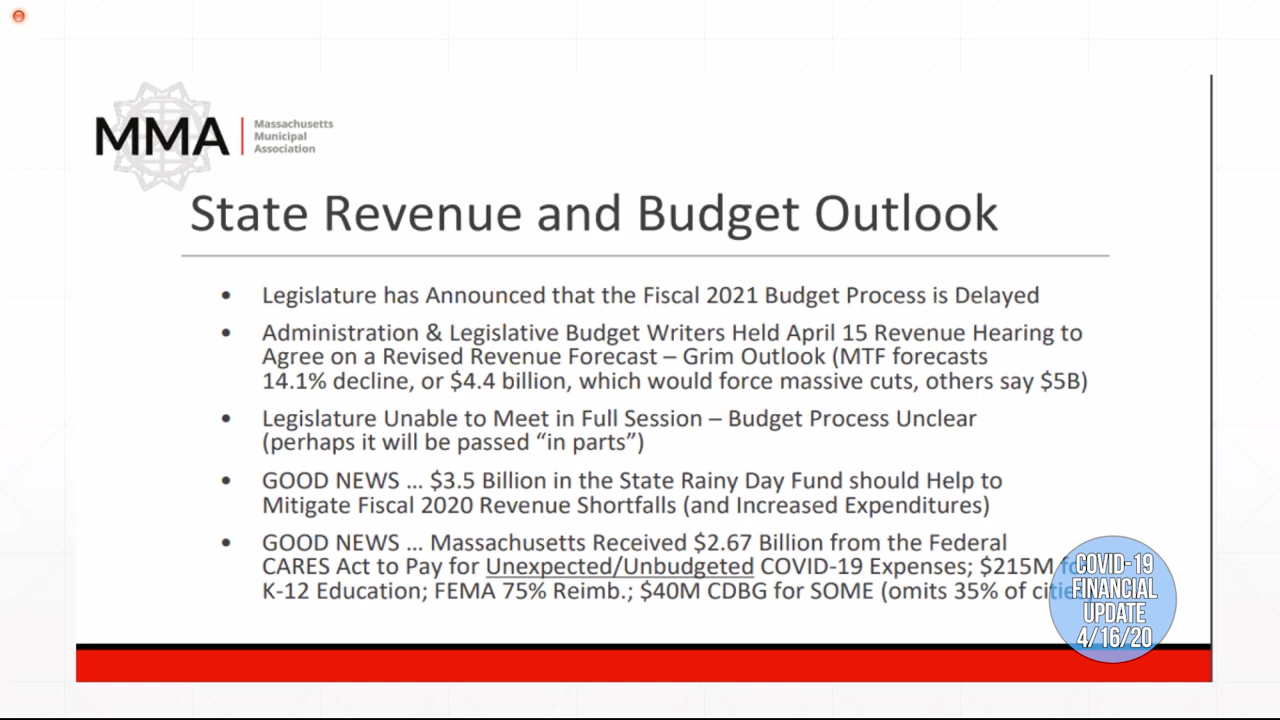 MMA
Massachusetts
Municipal
Association
State Revenue and Budget Outlook
• Legislature has Announced that the Fiscal 2021 Budget Process is Delayed
• Administration & Legislative Budget Writers Held April 15 Revenue Hearing to
Agree on a Revised Revenue Forecast – Grim Outlook (MTF forecasts
14.1% decline, or $4.4 billion, which would force massive cuts, others say $5B)
• Legislature Unable to Meet in Full Session – Budget Process Unclear
(perhaps it will be passed “in parts”)
• GOOD NEWS … $3.5 Billion in the State Rainy Day Fund should Help to
Mitigate Fiscal 2020 Revenue Shortfalls (and Increased Expenditures)
• GOOD NEWS … Massachusetts Received $2.67 Billion from the Federal
CARES Act to Pay for Unexpected/Unbudgeted COVID-19 Expenses; $215M
K-12 Education; FEMA 75% Reimb.; $40M CDBG for SOME (omits 35% of
COVID-19
FINANCIAL
UPDATE
4/16/20